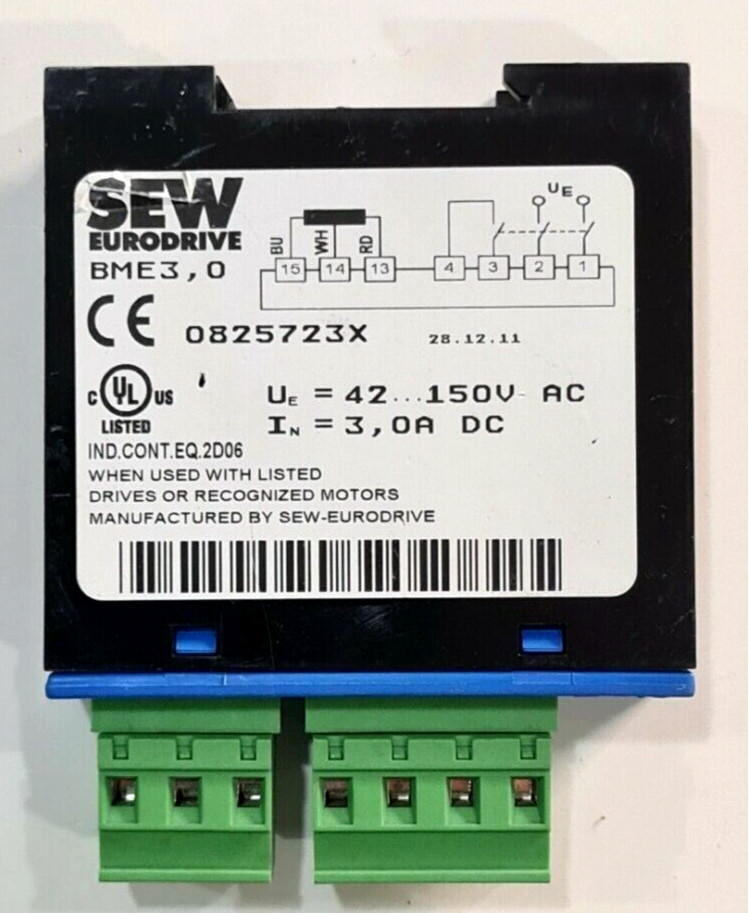 SEW
EURODRIVE
BME3,0
UE
BU WH RD
15 14 13 4 3 2 1
CE 0825723X 28.12.11
C UL US
LISTED
UE = 42...150V AC
IN = 3,0A DC
IND.CONT.EQ.2D06
WHEN USED WITH LISTED
DRIVES OR RECOGNIZED MOTORS
MANUFACTURED BY SEW-EURODRIVE